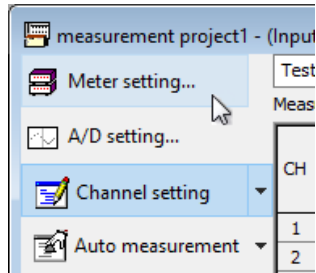 measurement project1 - (Input
Meter setting...
Test
Meas
A/D setting...
CH
Channel setting
1
Auto measurement
2